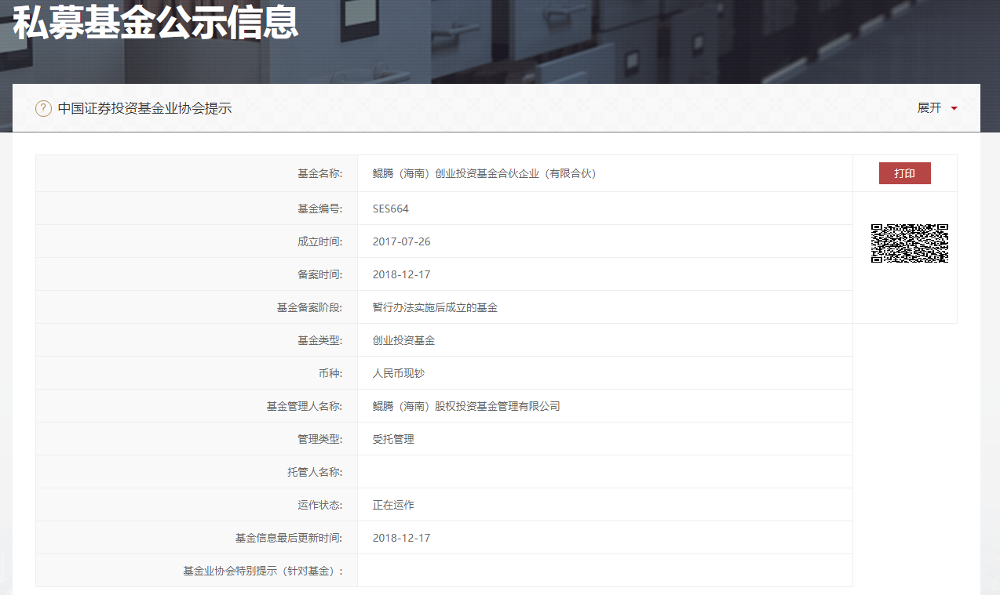 私募基金公示信息
? 中国证券投资基金业协会提示 展开
基金名称: 鲲腾（海南）创业投资基金合伙企业（有限合伙） 打印
基金编号: SES664
成立时间: 2017-07-26
备案时间: 2018-12-17
基金备案阶段: 暂行办法实施后成立的基金
基金类型: 创业投资基金
币种: 人民币现钞
基金管理人名称: 鲲腾（海南）股权投资基金管理有限公司
管理类型: 受托管理
托管人名称:
运作状态: 正在运作
基金信息最后更新时间: 2018-12-17
基金业协会特别提示（针对基金）: